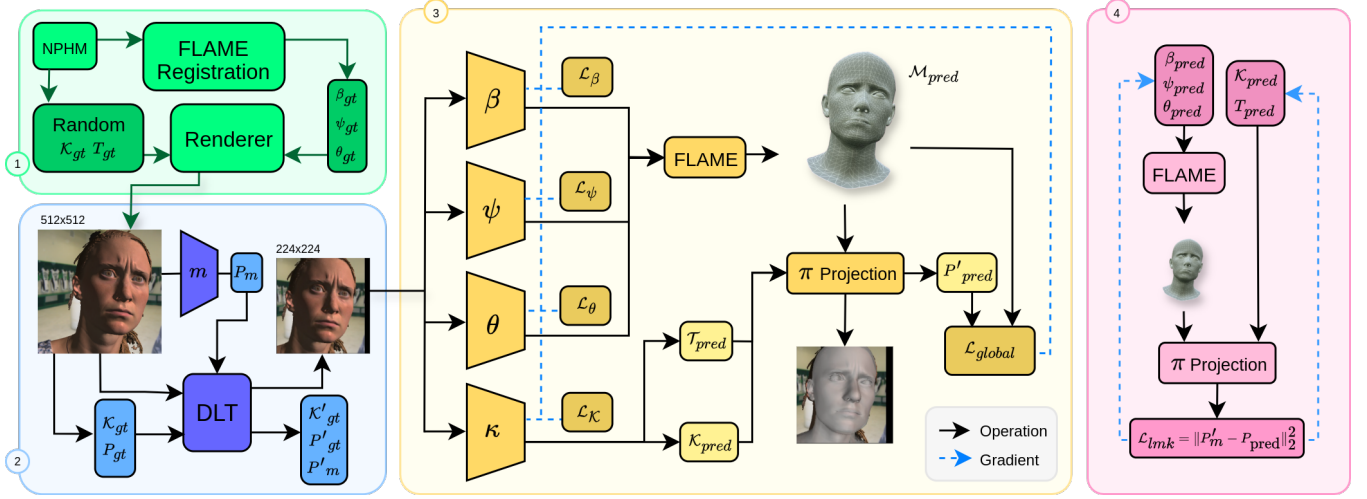 1
NPHM
FLAME
Registration
Random
𝒦gt Tgt
Renderer
βgt
ψgt
θgt
2
512x512
m
Pm
224x224
𝒦gt
Pgt
DLT
𝒦′gt
P′gt
P′m
3
β
ℒβ
ψ
ℒψ
θ
ℒθ
κ
ℒ𝒦
FLAME
ℳpred
π Projection
P′pred
𝒯pred
𝒦pred
ℒglobal
Operation
Gradient
4
βpred
ψpred
θpred
𝒦pred
Tpred
FLAME
π Projection
ℒlmk = ‖P′m − Ppred‖²₂